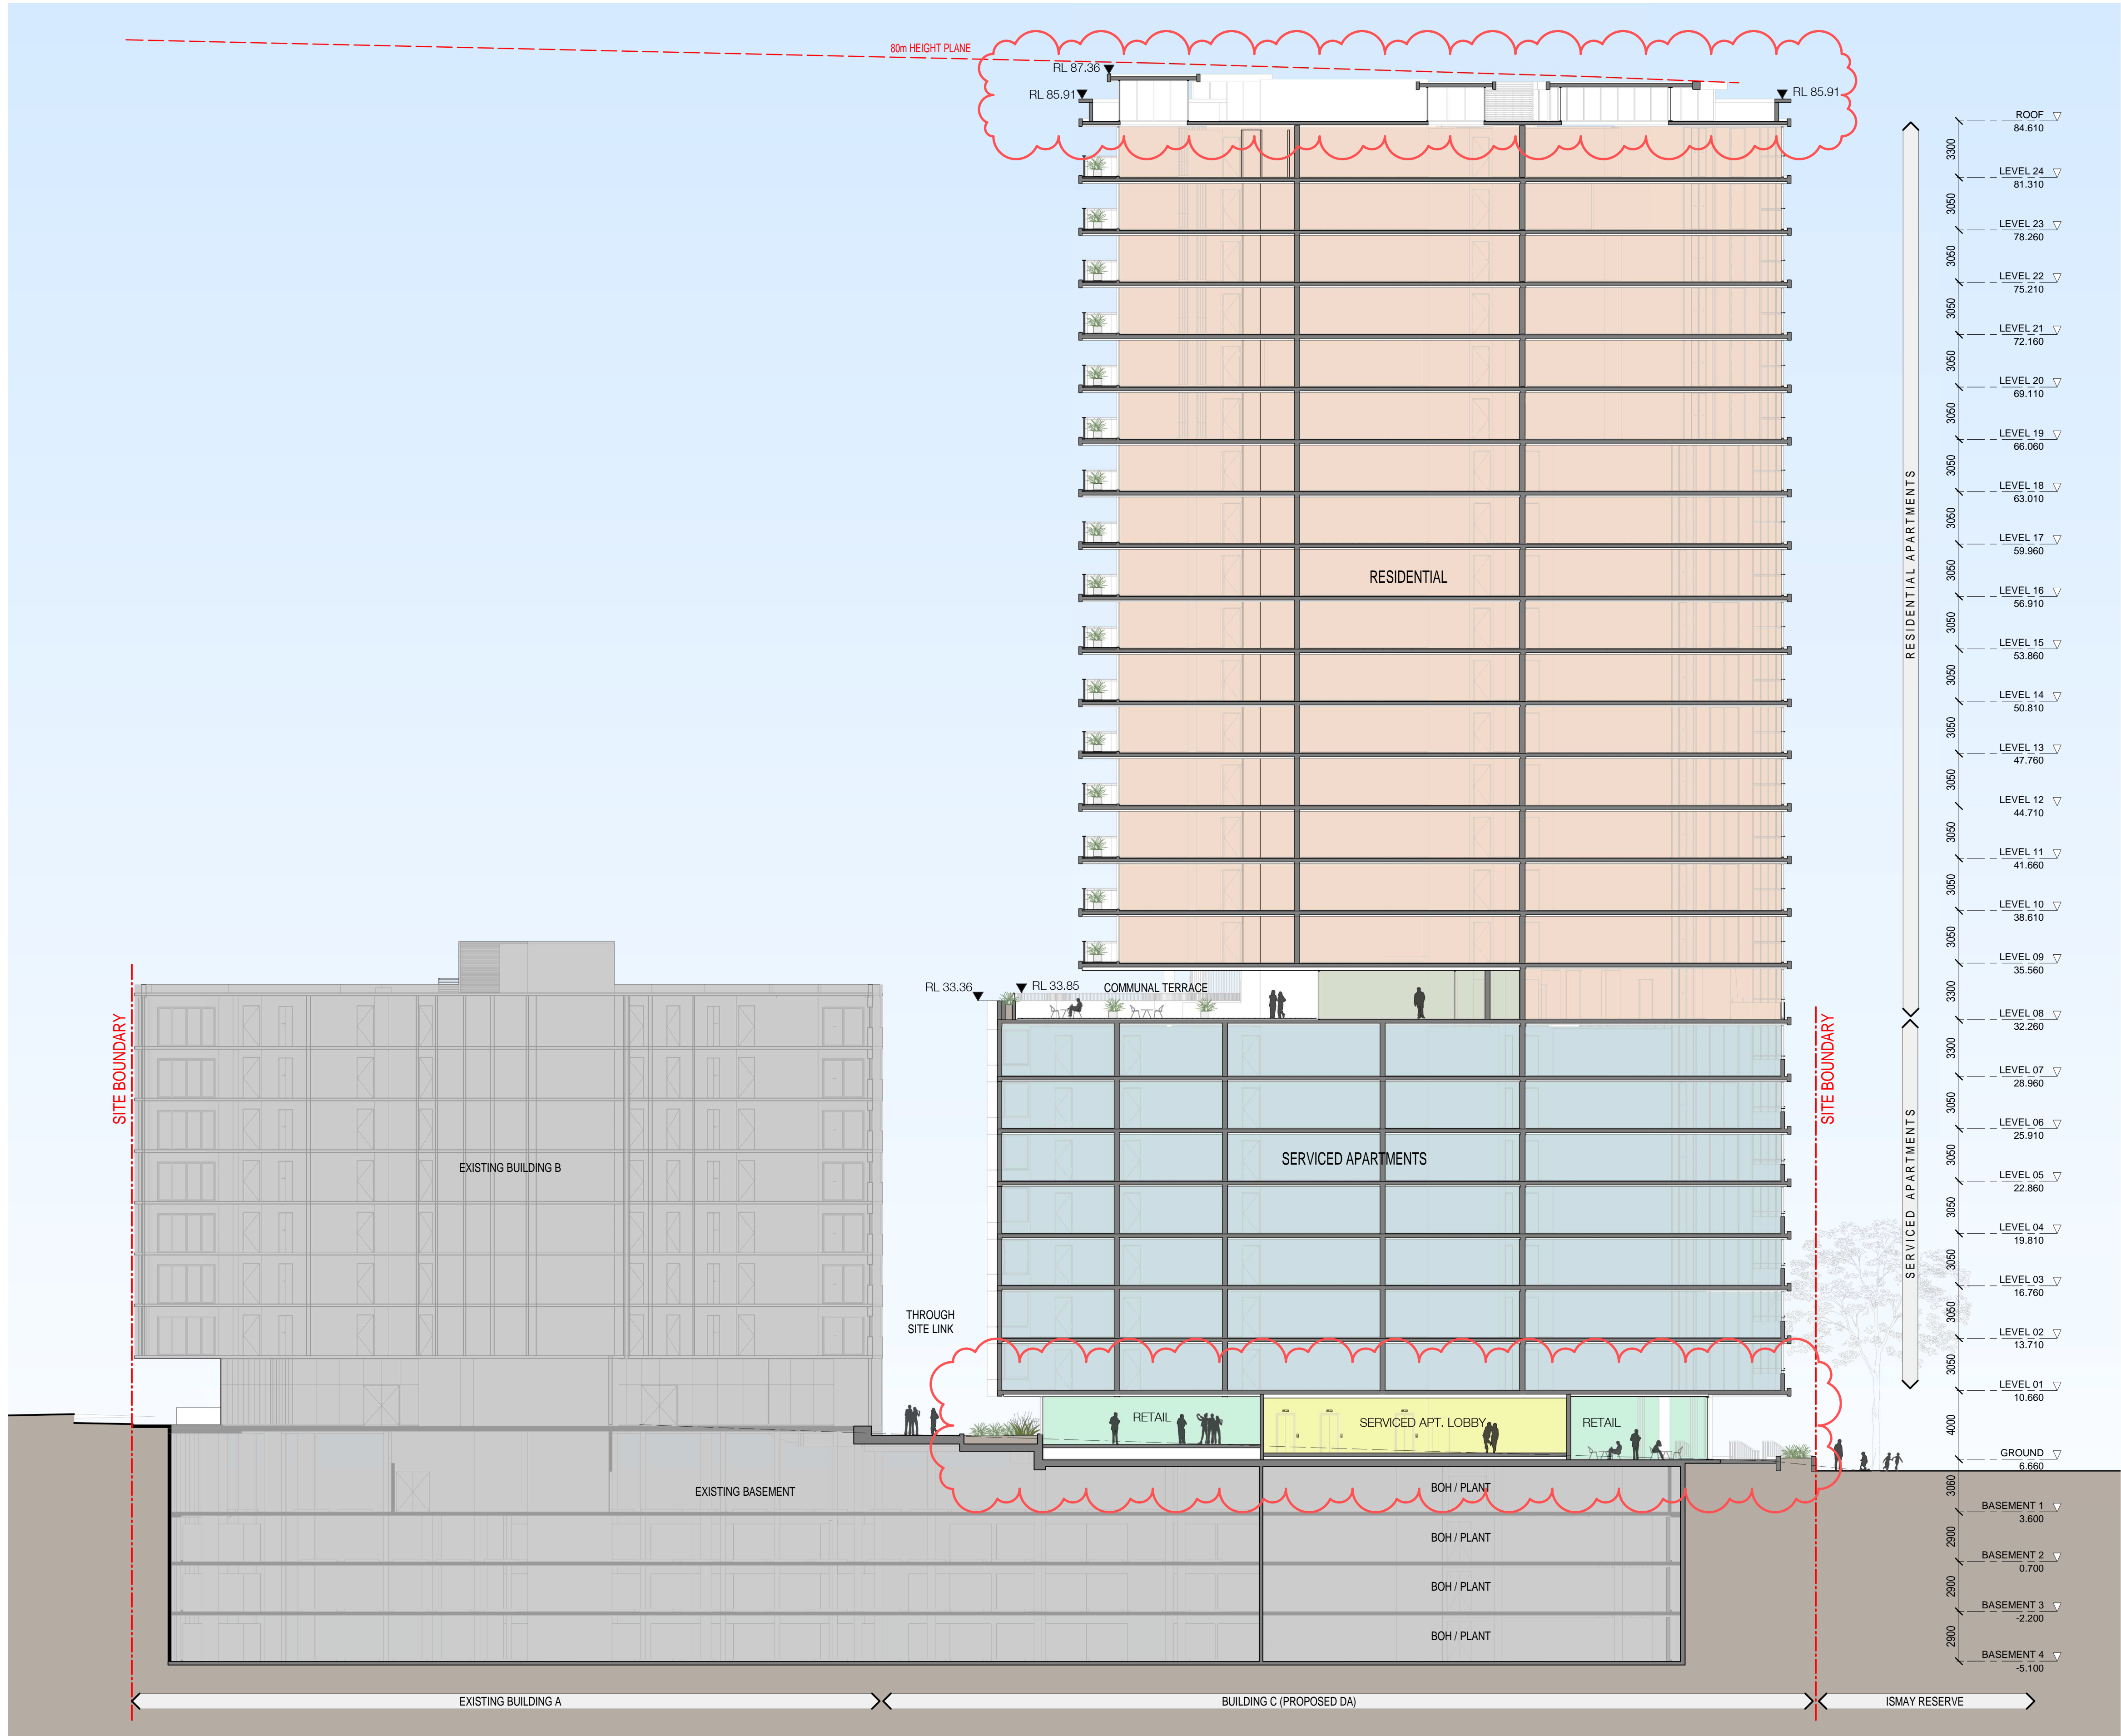 80m HEIGHT PLANE
RL 87.36
RL 85.91
RL 85.91
ROOF
84.610
3300
LEVEL 24
81.310
3050
LEVEL 23
78.260
3050
LEVEL 22
75.210
3050
LEVEL 21
72.160
3050
LEVEL 20
69.110
3050
LEVEL 19
66.060
3050
LEVEL 18
63.010
3050
LEVEL 17
59.960
3050
LEVEL 16
56.910
3050
LEVEL 15
53.860
3050
LEVEL 14
50.810
3050
LEVEL 13
47.760
3050
LEVEL 12
44.710
3050
LEVEL 11
41.660
3050
LEVEL 10
38.610
3050
LEVEL 09
35.560
3300
LEVEL 08
32.260
3300
LEVEL 07
28.960
3050
LEVEL 06
25.910
3050
LEVEL 05
22.860
3050
LEVEL 04
19.810
3050
LEVEL 03
16.760
3050
LEVEL 02
13.710
3050
LEVEL 01
10.660
4000
GROUND
6.660
3060
BASEMENT 1
3.600
2900
BASEMENT 2
0.700
2900
BASEMENT 3
-2.200
2900
BASEMENT 4
-5.100
RESIDENTIAL APARTMENTS
SERVICED APARTMENTS
RESIDENTIAL
RL 33.36
RL 33.85
COMMUNAL TERRACE
SITE BOUNDARY
SITE BOUNDARY
EXISTING BUILDING B
SERVICED APARTMENTS
THROUGH
SITE LINK
RETAIL
SERVICED APT. LOBBY
RETAIL
EXISTING BASEMENT
BOH / PLANT
BOH / PLANT
BOH / PLANT
BOH / PLANT
EXISTING BUILDING A
BUILDING C (PROPOSED DA)
ISMAY RESERVE